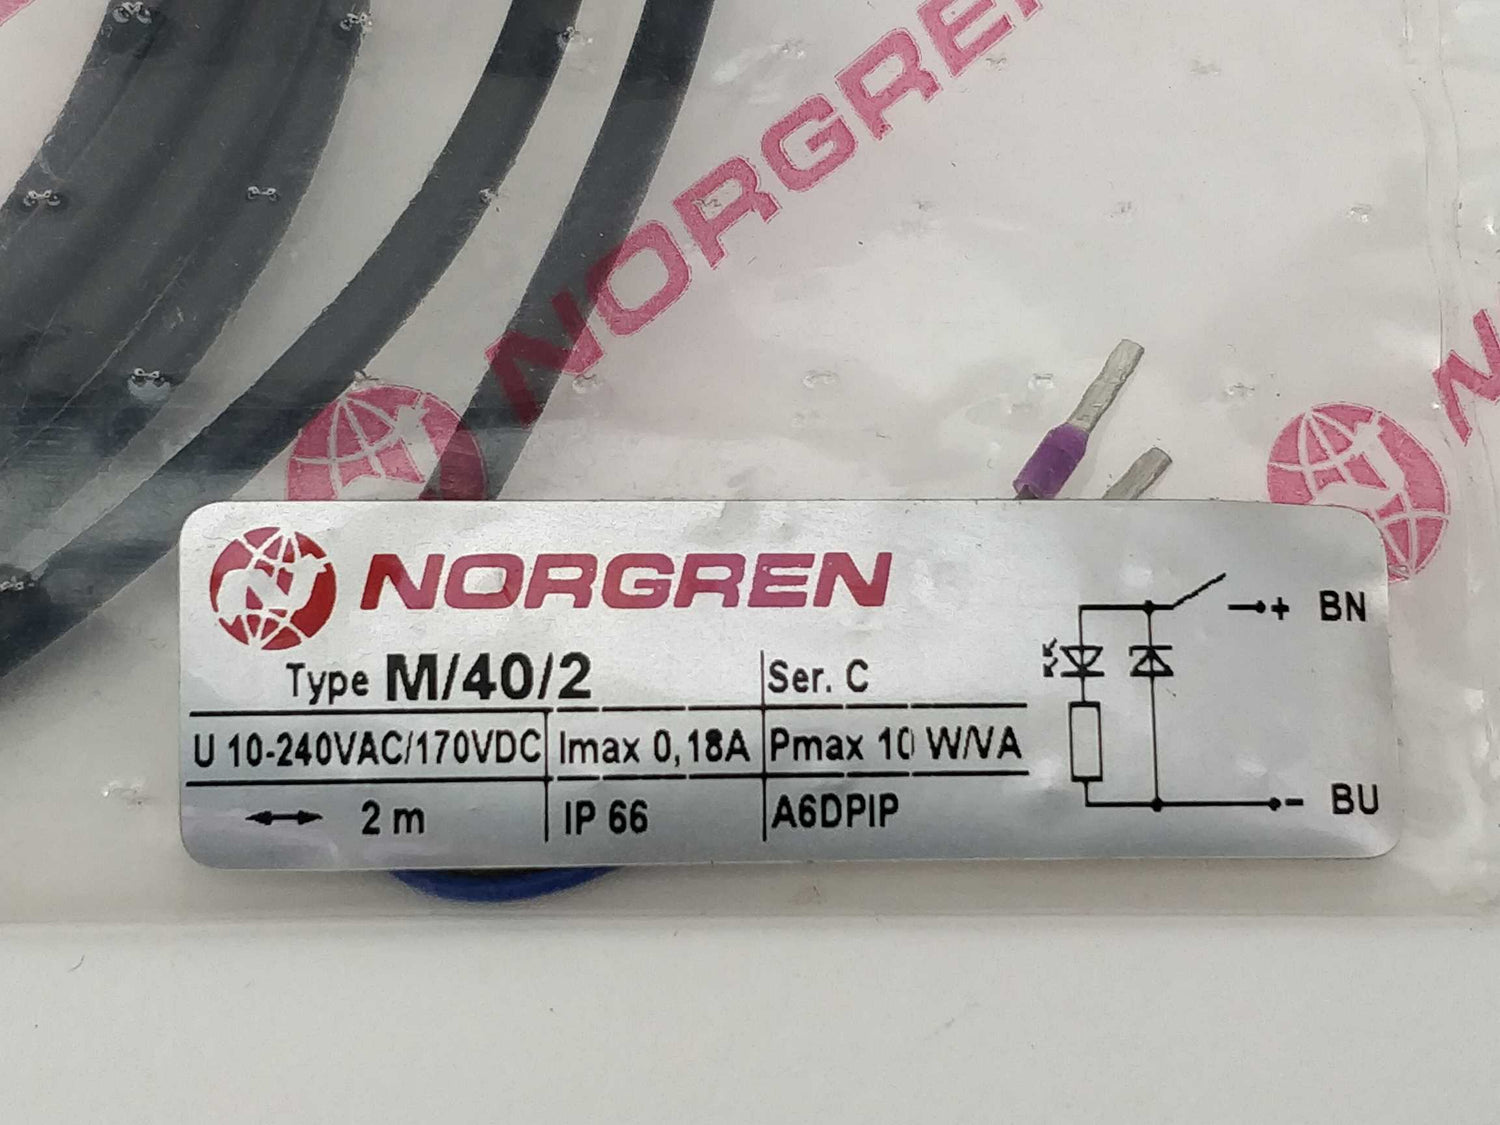 NORGREN
NORGREN
Type M/40/2 Ser. C
U 10-240VAC/170VDC Imax 0,18A Pmax 10 W/VA
2 m IP 66 A6DPIP
+ BN
- BU